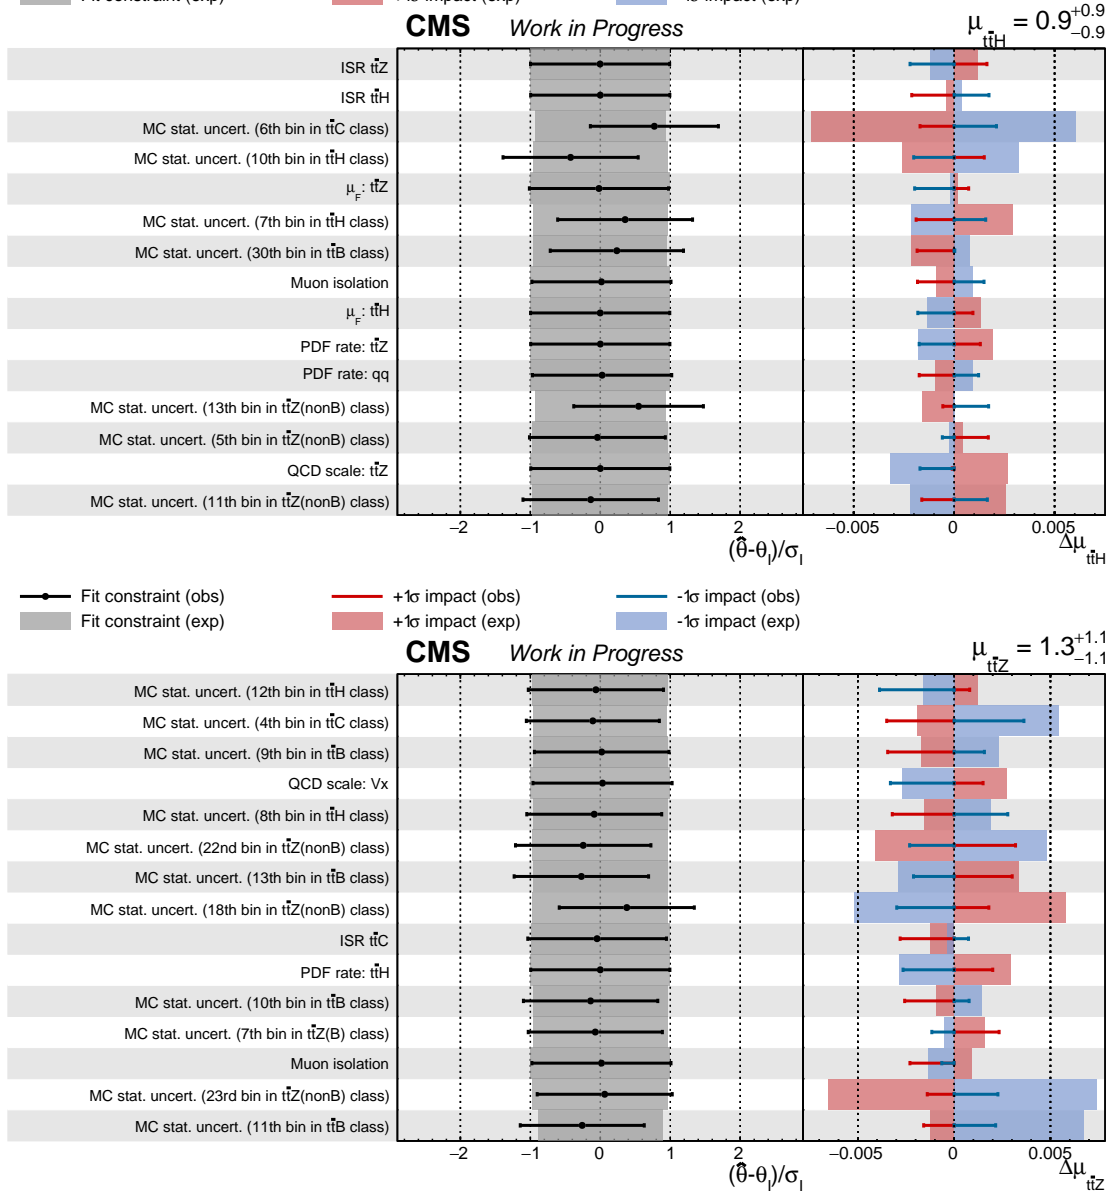 Fit constraint (exp) +1σ impact (exp) -1σ impact (exp)
CMS Work in Progress μ_tt̄H = 0.9 +0.9 −0.9
ISR tt̄Z
ISR tt̄H
MC stat. uncert. (6th bin in tt̄C class)
MC stat. uncert. (10th bin in tt̄H class)
μ_F: tt̄Z
MC stat. uncert. (7th bin in tt̄H class)
MC stat. uncert. (30th bin in tt̄B class)
Muon isolation
μ_F: tt̄H
PDF rate: tt̄Z
PDF rate: qq
MC stat. uncert. (13th bin in tt̄Z(nonB) class)
MC stat. uncert. (5th bin in tt̄Z(nonB) class)
QCD scale: tt̄Z
MC stat. uncert. (11th bin in tt̄Z(nonB) class)
−2 −1 0 1 2 −0.005 0 0.005
(θ̂-θ_I)/σ_I Δμ_tt̄H
Fit constraint (obs) +1σ impact (obs) -1σ impact (obs)
Fit constraint (exp) +1σ impact (exp) -1σ impact (exp)
CMS Work in Progress μ_tt̄Z = 1.3 +1.1 −1.1
MC stat. uncert. (12th bin in tt̄H class)
MC stat. uncert. (4th bin in tt̄C class)
MC stat. uncert. (9th bin in tt̄B class)
QCD scale: Vx
MC stat. uncert. (8th bin in tt̄H class)
MC stat. uncert. (22nd bin in tt̄Z(nonB) class)
MC stat. uncert. (13th bin in tt̄B class)
MC stat. uncert. (18th bin in tt̄Z(nonB) class)
ISR tt̄C
PDF rate: tt̄H
MC stat. uncert. (10th bin in tt̄B class)
MC stat. uncert. (7th bin in tt̄Z(B) class)
Muon isolation
MC stat. uncert. (23rd bin in tt̄Z(nonB) class)
MC stat. uncert. (11th bin in tt̄B class)
−2 −1 0 1 2 −0.005 0 0.005
(θ̂-θ_I)/σ_I Δμ_tt̄Z